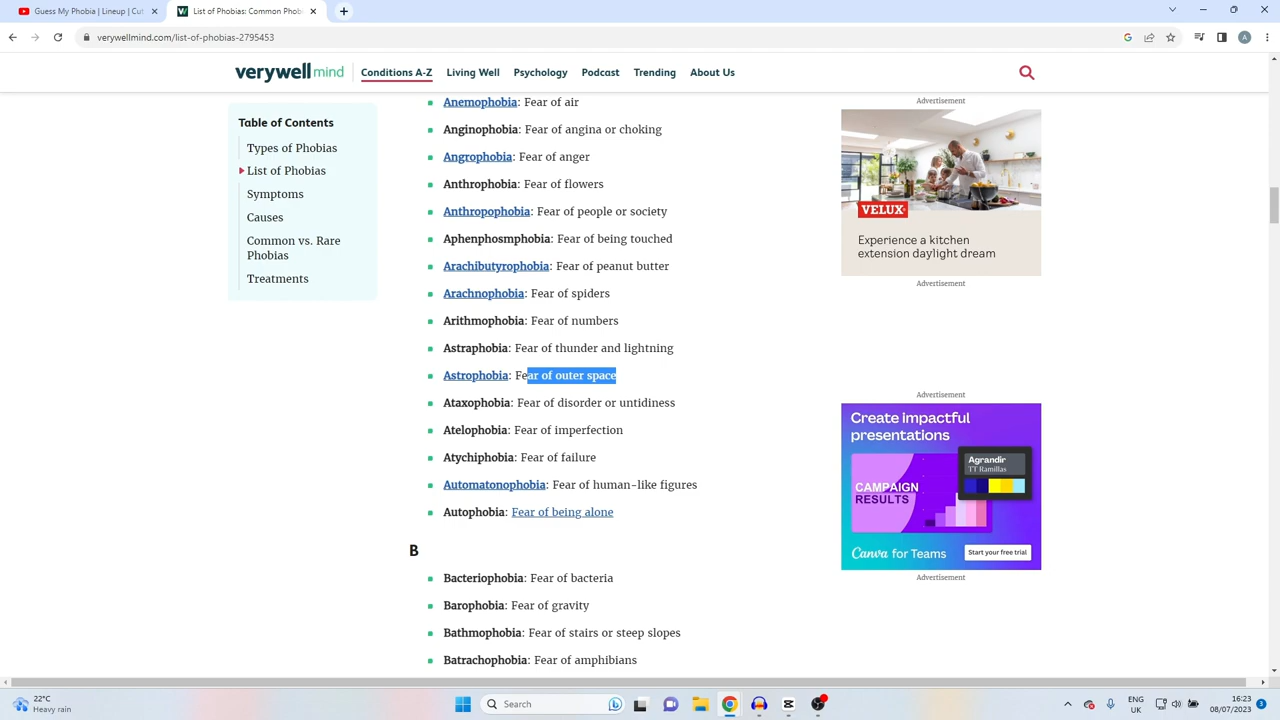 Guess My Phobia | Lineup | Cut
List of Phobias: Common Phobias
verywellmind.com/list-of-phobias-2795453
A
verywell mind
Conditions A-Z
Living Well
Psychology
Podcast
Trending
About Us
Table of Contents
Types of Phobias
List of Phobias
Symptoms
Causes
Common vs. Rare
Phobias
Treatments
Anemophobia: Fear of air
Anginophobia: Fear of angina or choking
Angrophobia: Fear of anger
Anthrophobia: Fear of flowers
Anthropophobia: Fear of people or society
Aphenphosmphobia: Fear of being touched
Arachibutyrophobia: Fear of peanut butter
Arachnophobia: Fear of spiders
Arithmophobia: Fear of numbers
Astraphobia: Fear of thunder and lightning
Astrophobia: Fear of outer space
Ataxophobia: Fear of disorder or untidiness
Atelophobia: Fear of imperfection
Atychiphobia: Fear of failure
Automatonophobia: Fear of human-like figures
Autophobia: Fear of being alone
B
Bacteriophobia: Fear of bacteria
Barophobia: Fear of gravity
Bathmophobia: Fear of stairs or steep slopes
Batrachophobia: Fear of amphibians
Advertisement
VELUX
Experience a kitchen
extension daylight dream
Advertisement
Advertisement
Create impactful
presentations
Agrandir
TT Ramillas
CAMPAIGN
RESULTS
Canva for Teams
Start your free trial
Advertisement
22°C
Heavy rain
Search
ENG
UK
16:23
08/07/2023
3